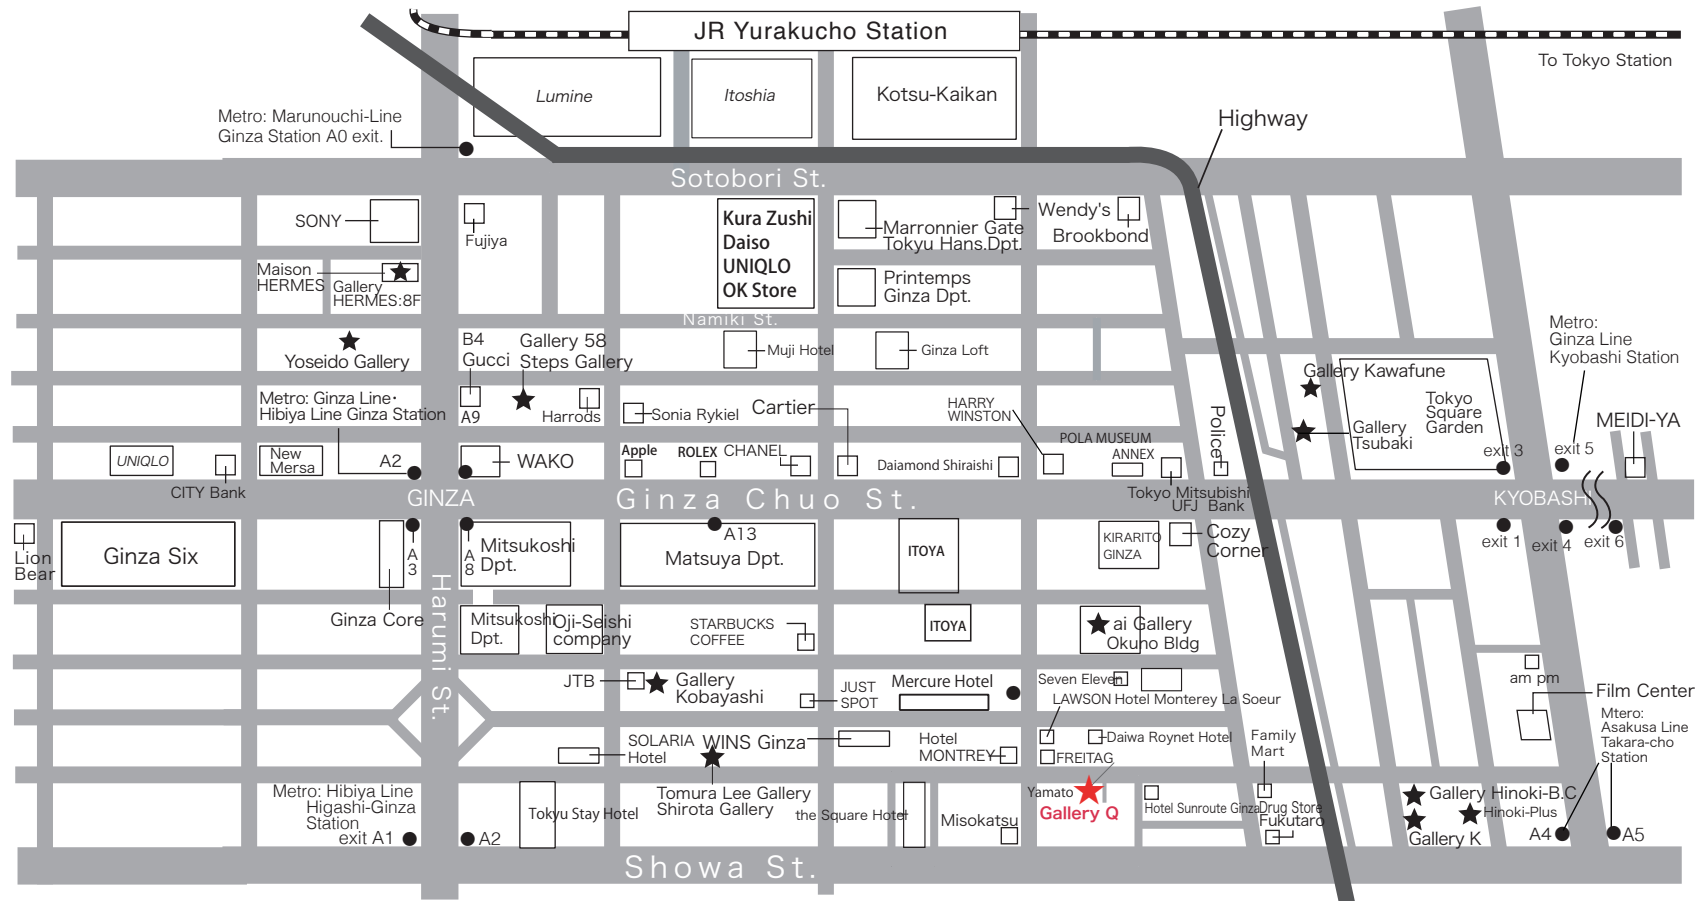 JR Yurakucho Station
To Tokyo Station
Lumine
Itoshia
Kotsu-Kaikan
Metro: Marunouchi-Line
Ginza Station A0 exit.
Highway
Sotobori St.
SONY
Fujiya
Kura Zushi
Daiso
UNIQLO
OK Store
Marronnier Gate
Tokyu Hans.Dpt.
Wendy's
Brookbond
Maison
HERMES
Gallery
HERMES:8F
Printemps
Ginza Dpt.
Namiki St.
Yoseido Gallery
B4
Gucci
Gallery 58
Steps Gallery
Muji Hotel
Ginza Loft
Metro:
Ginza Line
Kyobashi Station
Gallery Kawafune
Tokyo
Square
Garden
Metro: Ginza Line･
Hibiya Line Ginza Station
A9
Harrods
Sonia Rykiel
Cartier
HARRY
WINSTON
Police
Gallery
Tsubaki
MEIDI-YA
UNIQLO
CITY Bank
New
Mersa
A2
WAKO
Apple
ROLEX
CHANEL
Daiamond Shiraishi
POLA MUSEUM
ANNEX
Tokyo Mitsubishi
UFJ Bank
exit 3
exit 5
GINZA
Ginza Chuo St.
KYOBASHI
Lion
Bear
Ginza Six
A
3
A
8
Mitsukoshi
Dpt.
A13
Matsuya Dpt.
ITOYA
KIRARITO
GINZA
Cozy
Corner
exit 1
exit 4
exit 6
Ginza Core
Harumi St.
Mitsukoshi
Dpt.
Oji-Seishi
company
STARBUCKS
COFFEE
ITOYA
ai Gallery
Okuno Bldg
JTB
Gallery
Kobayashi
JUST
SPOT
Mercure Hotel
Seven Eleven
LAWSON
Hotel Monterey La Soeur
am pm
Film Center
SOLARIA
Hotel
WINS Ginza
Hotel
MONTREY
Daiwa Roynet Hotel
FREITAG
Family
Mart
Mtero:
Asakusa Line
Takara-cho
Station
Metro: Hibiya Line
Higashi-Ginza
Station
exit A1
A2
Tokyu Stay Hotel
Tomura Lee Gallery
Shirota Gallery
the Square Hotel
Misokatsu
Yamato
Gallery Q
Hotel Sunroute Ginza
Drug Store
Fukutaro
Gallery Hinoki-B.C
Hinoki-Plus
Gallery K
A4
A5
Showa St.